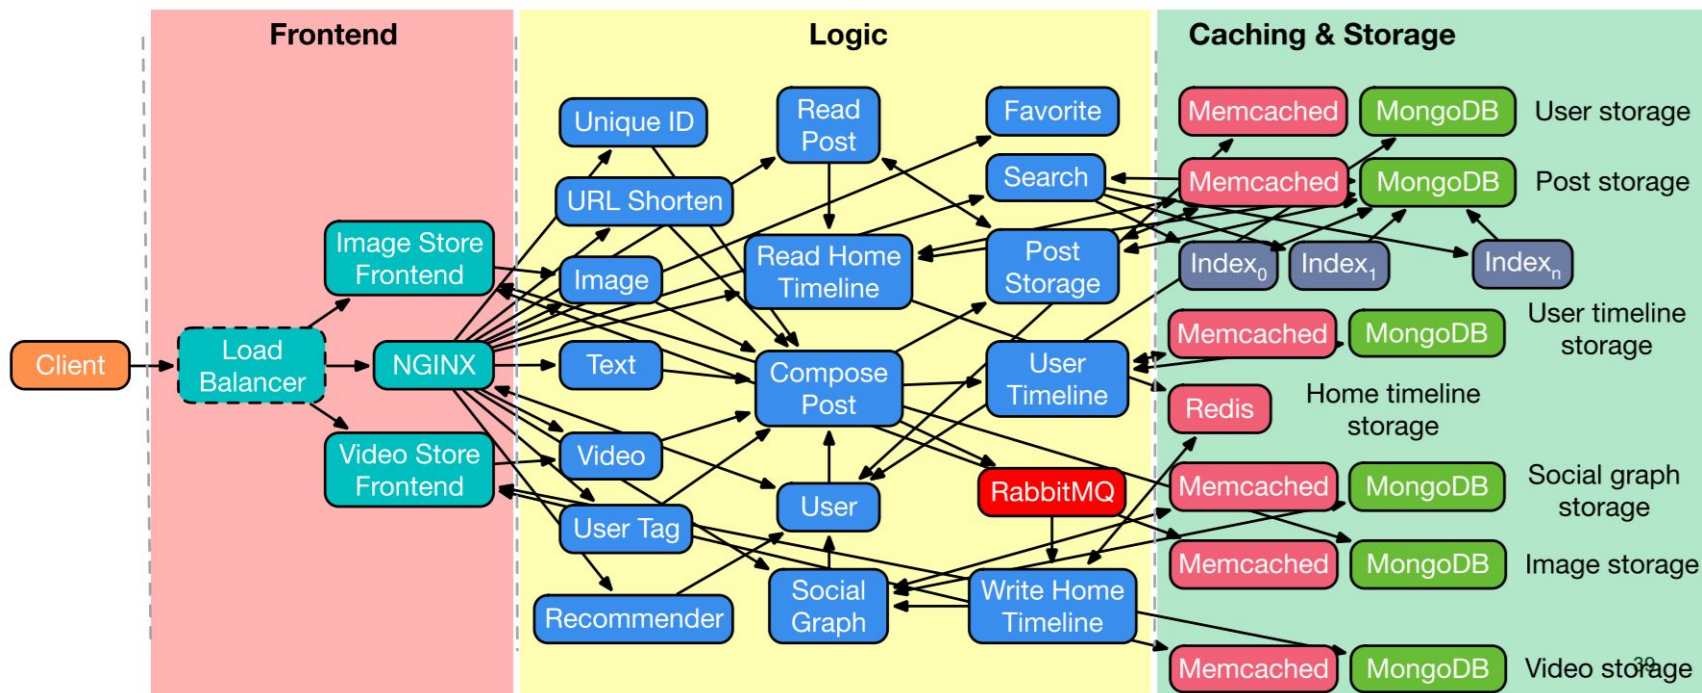 Frontend
Logic
Caching & Storage
Client
Load
Balancer
Image Store
Frontend
NGINX
Video Store
Frontend
Unique ID
URL Shorten
Image
Text
Video
User Tag
Recommender
Read
Post
Read Home
Timeline
Compose
Post
User
Social
Graph
Favorite
Search
Post
Storage
User
Timeline
RabbitMQ
Write Home
Timeline
Memcached
MongoDB
User storage
Memcached
MongoDB
Post storage
Index0
Index1
Indexn
Memcached
MongoDB
User timeline
storage
Redis
Home timeline
storage
Memcached
MongoDB
Social graph
storage
Memcached
MongoDB
Image storage
Memcached
MongoDB
Video storage
39